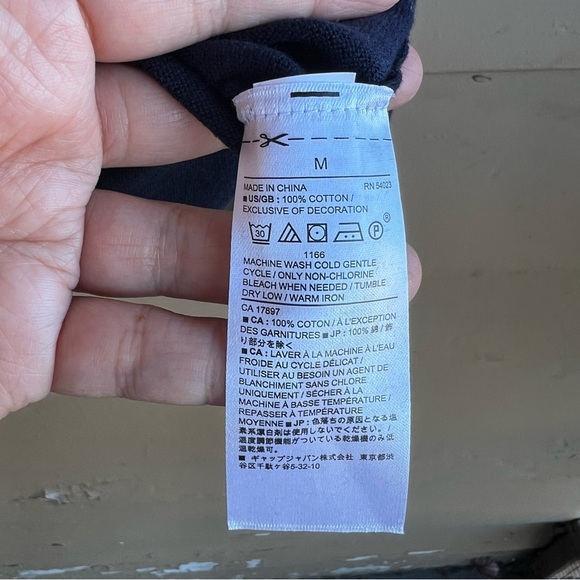 M
MADE IN CHINA RN 54023
■ US/GB : 100% COTTON /
EXCLUSIVE OF DECORATION
30 P ®
1166
MACHINE WASH COLD GENTLE
CYCLE / ONLY NON-CHLORINE
BLEACH WHEN NEEDED / TUMBLE
DRY LOW / WARM IRON
CA 17897
■ CA : 100% COTON / À L'EXCEPTION
DES GARNITURES ■ JP : 100% 綿 / 飾
り部分を除く
■ CA : LAVER À LA MACHINE À L'EAU
FROIDE AU CYCLE DÉLICAT /
UTILISER AU BESOIN UN AGENT DE
BLANCHIMENT SANS CHLORE
UNIQUEMENT / SÉCHER À LA
MACHINE À BASSE TEMPÉRATURE /
REPASSER À TEMPÉRATURE
MOYENNE ■ JP : 色落ちの原因となる塩
素系漂白剤は使用しないでください。 /
温度調節機能がついている乾燥機のみ低
温乾燥可。
■ ギャップジャパン株式会社 東京都渋
谷区千駄ヶ谷5-32-10